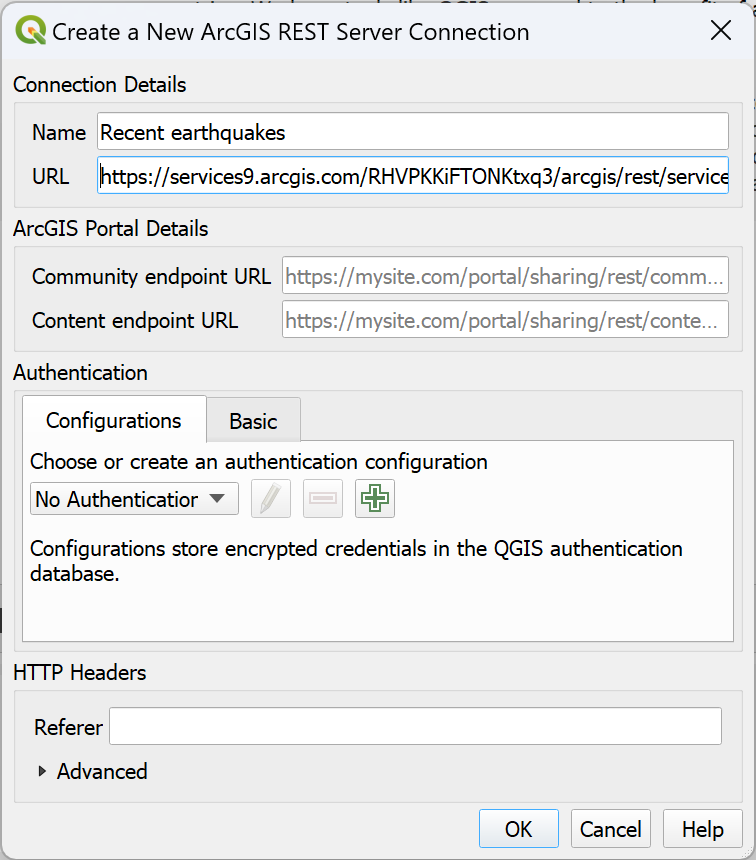 Create a New ArcGIS REST Server Connection
Connection Details
Name Recent earthquakes
URL https://services9.arcgis.com/RHVPKKiFTONKtxq3/arcgis/rest/service
ArcGIS Portal Details
Community endpoint URL https://mysite.com/portal/sharing/rest/comm...
Content endpoint URL https://mysite.com/portal/sharing/rest/conte...
Authentication
Configurations Basic
Choose or create an authentication configuration
No Authentication
Configurations store encrypted credentials in the QGIS authentication
database.
HTTP Headers
Referer
Advanced
OK Cancel Help